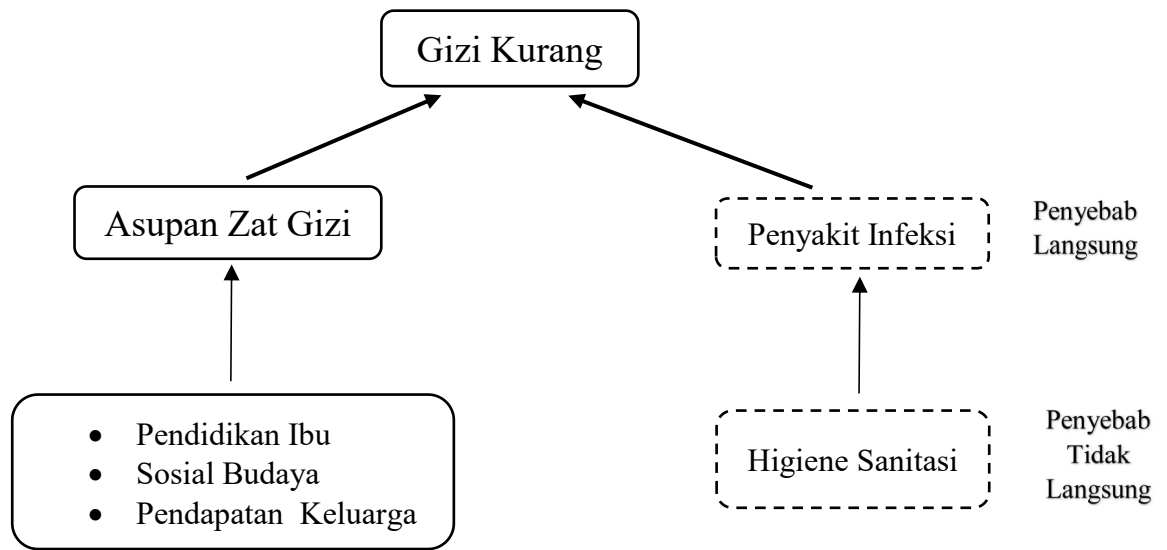 Gizi Kurang
Asupan Zat Gizi
Penyakit Infeksi
Penyebab
Langsung
• Pendidikan Ibu
• Sosial Budaya
• Pendapatan Keluarga
Higiene Sanitasi
Penyebab
Tidak
Langsung